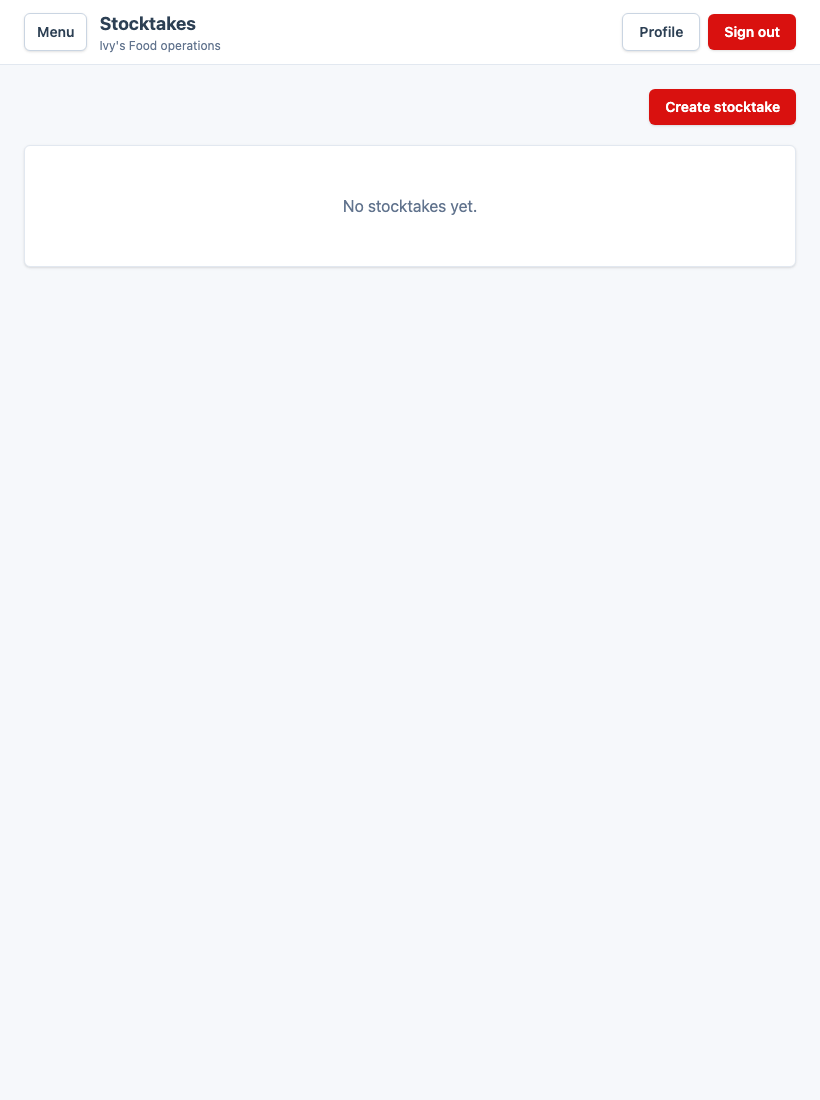 Menu
Stocktakes
Ivy's Food operations
Profile
Sign out
Create stocktake
No stocktakes yet.